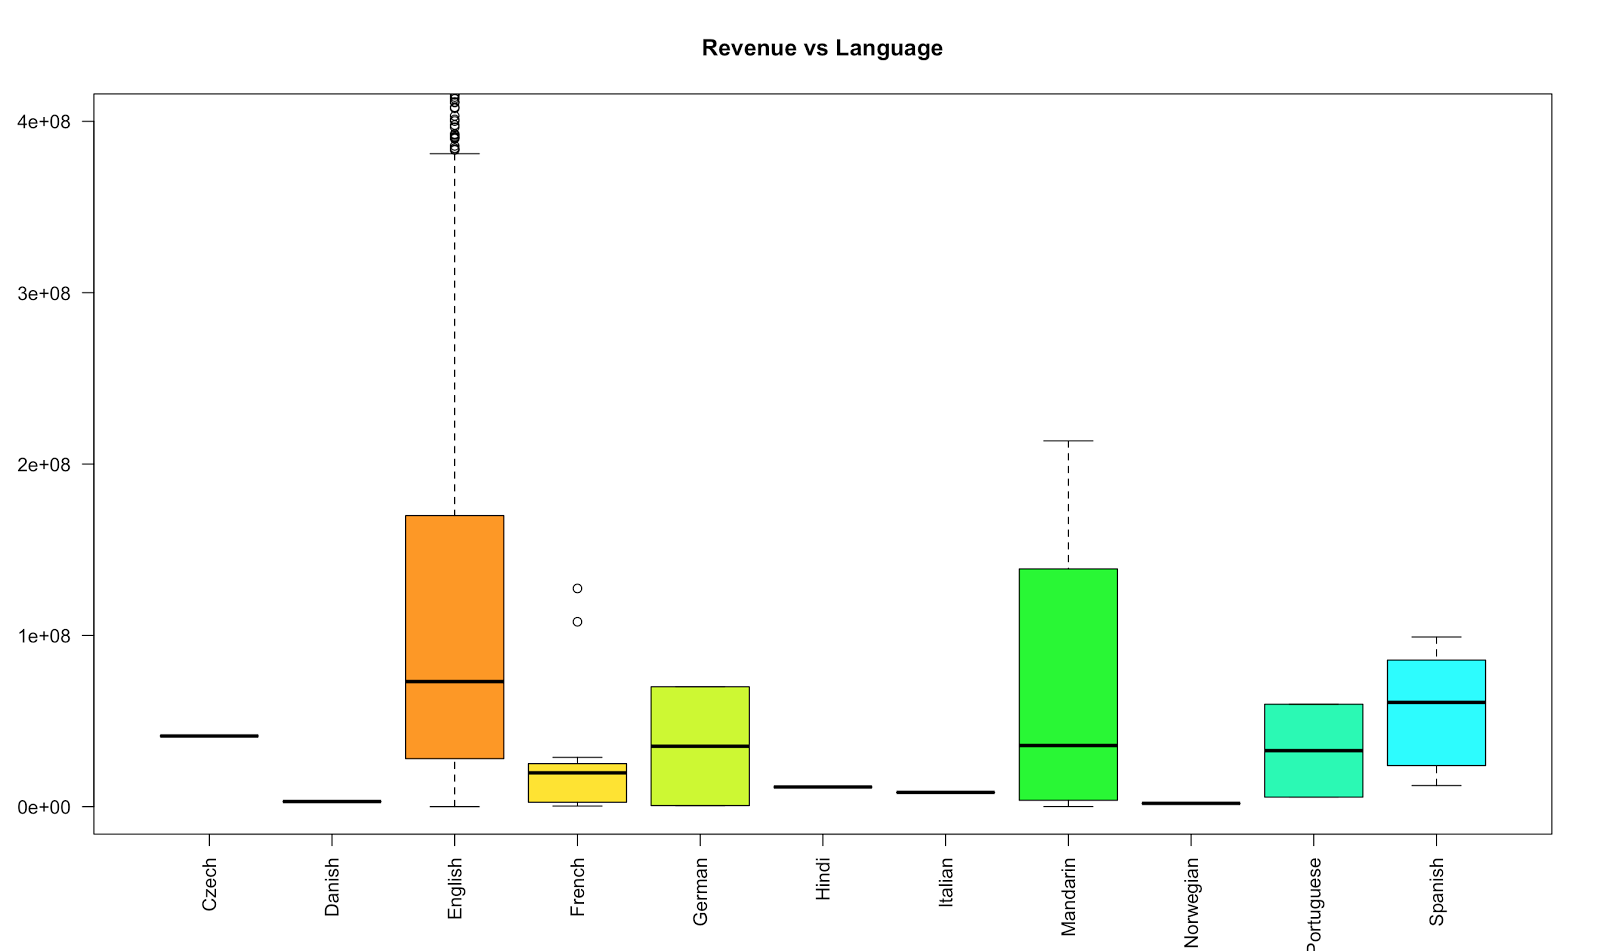 Revenue vs Language
4e+08
3e+08
2e+08
1e+08
0e+00
Czech
Danish
English
French
German
Hindi
Italian
Mandarin
Norwegian
Portuguese
Spanish